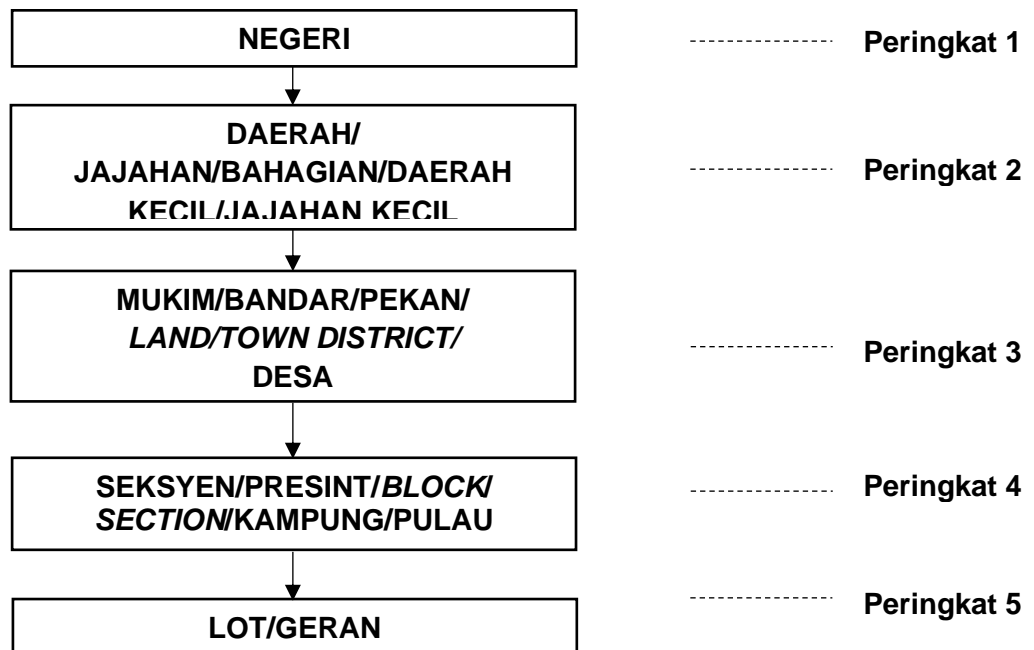 NEGERI
Peringkat 1
DAERAH/
JAJAHAN/BAHAGIAN/DAERAH
KECIL/JAJAHAN KECIL
Peringkat 2
MUKIM/BANDAR/PEKAN/
LAND/TOWN DISTRICT/
DESA
Peringkat 3
SEKSYEN/PRESINT/BLOCK/
SECTION/KAMPUNG/PULAU
Peringkat 4
LOT/GERAN
Peringkat 5